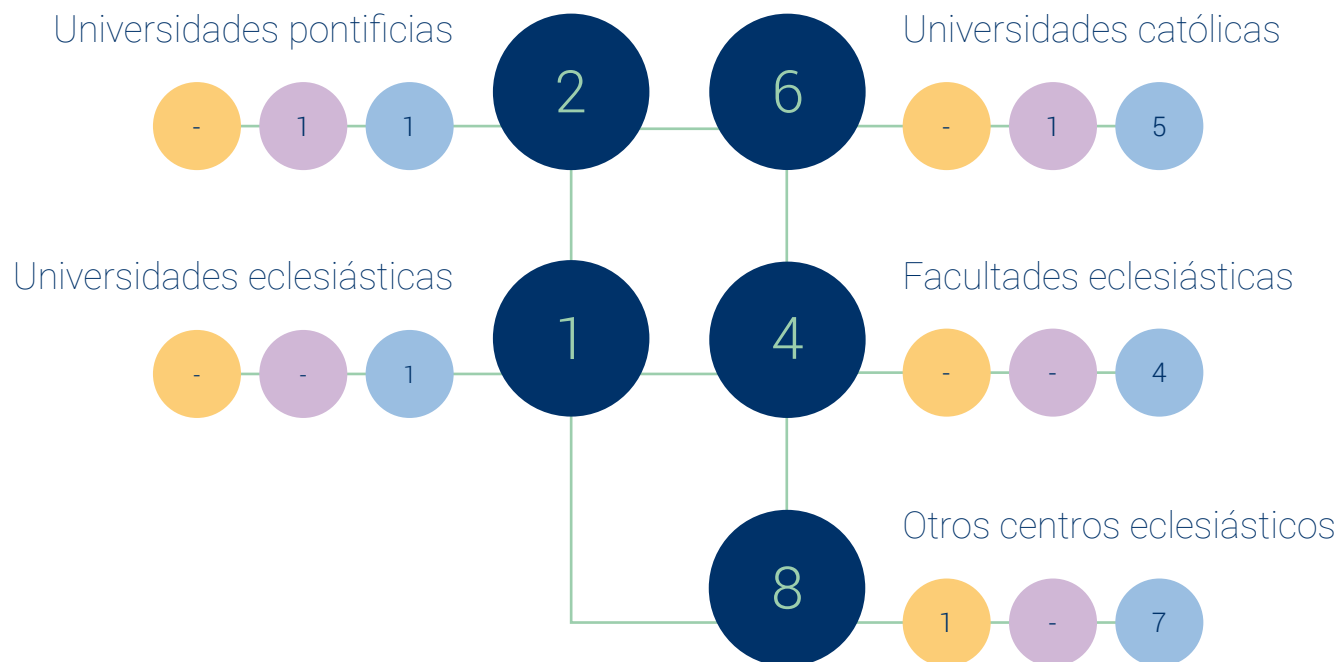 Universidades pontificias
2
- 1 1
6
Universidades católicas
- 1 5
Universidades eclesiásticas
1
- - 1
4
Facultades eclesiásticas
- - 4
8
Otros centros eclesiásticos
1 - 7